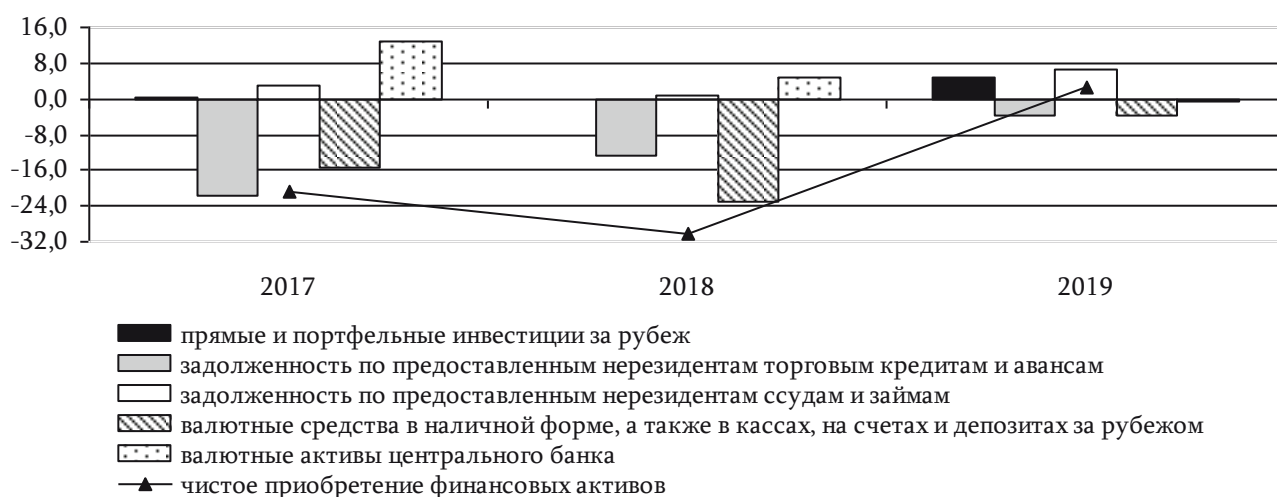 16,0
8,0
0,0
-8,0
-16,0
-24,0
-32,0
2017 2018 2019
прямые и портфельные инвестиции за рубеж
задолженность по предоставленным нерезидентам торговым кредитам и авансам
задолженность по предоставленным нерезидентам ссудам и займам
валютные средства в наличной форме, а также в кассах, на счетах и депозитах за рубежом
валютные активы центрального банка
чистое приобретение финансовых активов